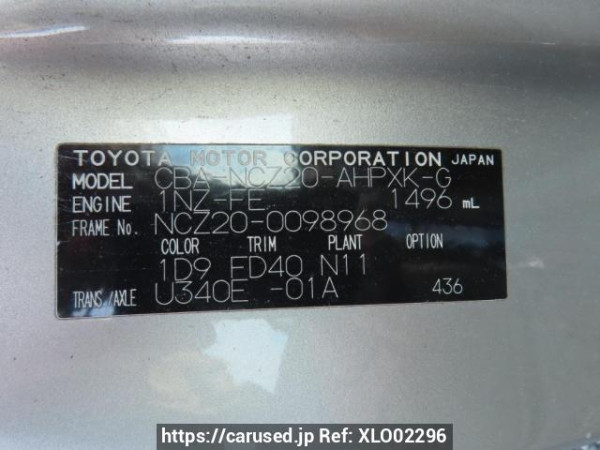 TOYOTA MOTOR CORPORATION JAPAN
MODEL CBA-NCZ20-AHPXK-G
ENGINE 1NZ-FE 1496 mL
FRAME No. NCZ20-0098968
COLOR TRIM PLANT OPTION
1D9 FD40 N11
TRANS./AXLE U340E -01A 436
https://carused.jp Ref: XLO02296